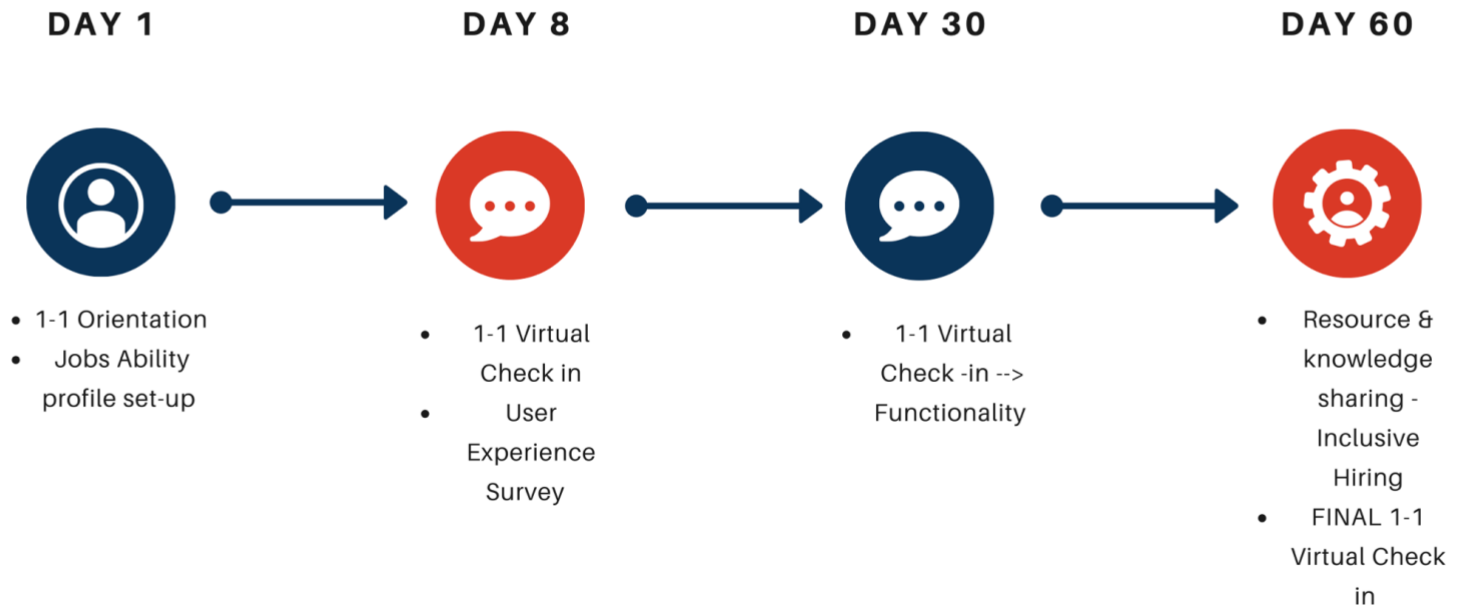 DAY 1
DAY 8
DAY 30
DAY 60
• 1-1 Orientation
• Jobs Ability
profile set-up
• 1-1 Virtual
Check in
• User
Experience
Survey
• 1-1 Virtual
Check -in -->
Functionality
• Resource &
knowledge
sharing -
Inclusive
Hiring
• FINAL 1-1
Virtual Check
in